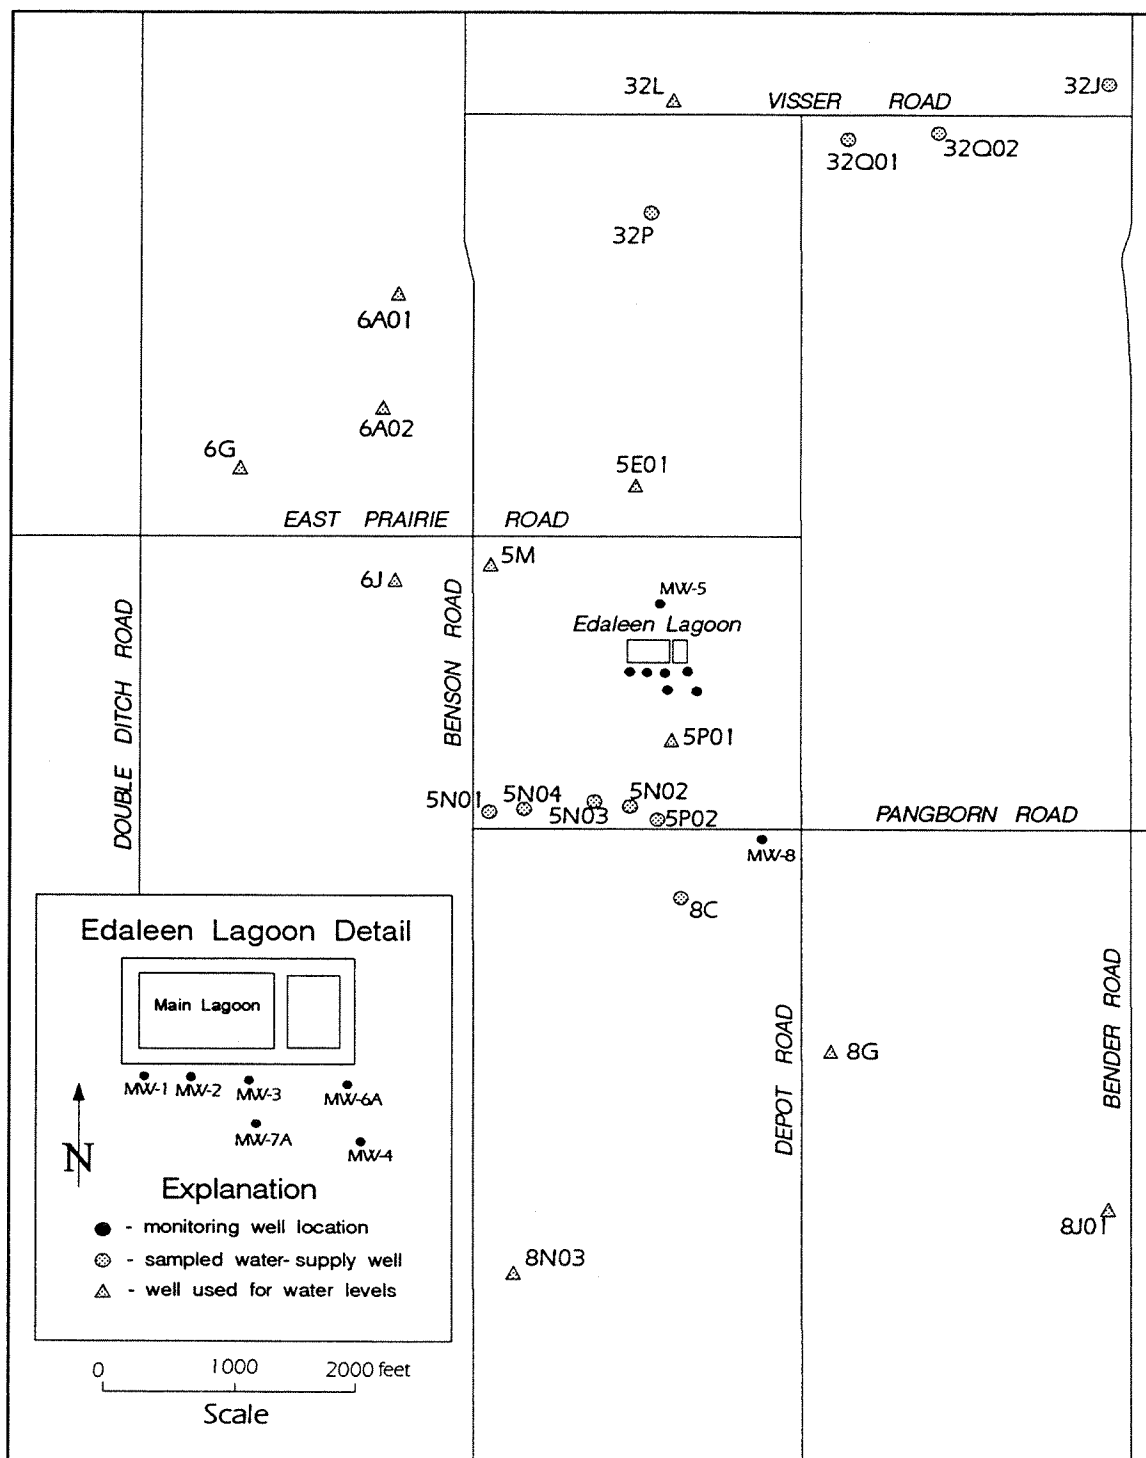 32L
VISSER ROAD
32J
32Q01
32Q02
32P
6A01
6A02
6G
5E01
EAST PRAIRIE ROAD
5M
6J
MW-5
Edaleen Lagoon
DOUBLE DITCH ROAD
BENSON ROAD
5P01
5N01
5N04
5N03
5N02
5P02
PANGBORN ROAD
MW-8
8C
DEPOT ROAD
8G
BENDER ROAD
8J01
8N03
Edaleen Lagoon Detail
Main Lagoon
MW-1
MW-2
MW-3
MW-6A
MW-7A
MW-4
N
Explanation
- monitoring well location
- sampled water-supply well
- well used for water levels
0 1000 2000 feet
Scale